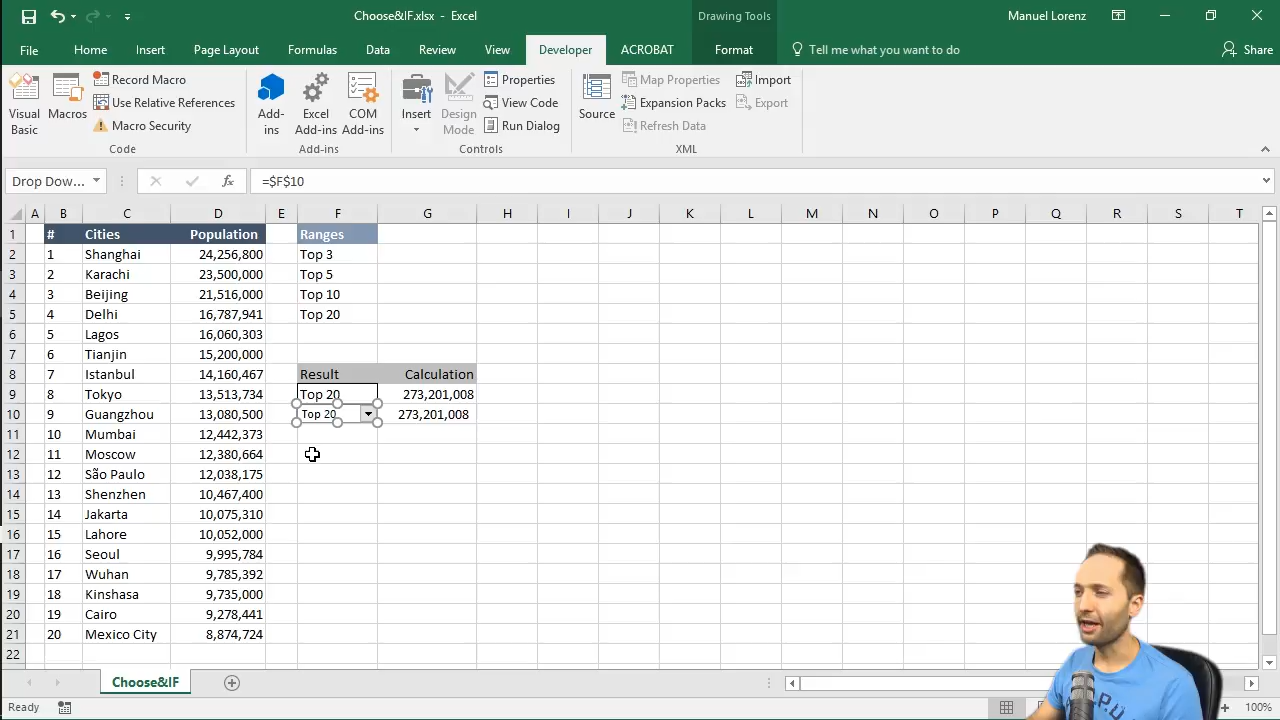 Choose&IF.xlsx - Excel
Drawing Tools
Manuel Lorenz
File Home Insert Page Layout Formulas Data Review View Developer ACROBAT Format Tell me what you want to do Share
Visual Basic
Macros
Record Macro
Use Relative References
Macro Security
Code
Add-ins
Excel Add-ins
COM Add-ins
Add-ins
Insert
Design Mode
Properties
View Code
Run Dialog
Controls
Source
Map Properties
Expansion Packs
Refresh Data
Import
Export
XML
Drop Dow... fx =$F$10
A B C D E F G H I J K L M N O P Q R S T
1 # Cities Population Ranges
2 1 Shanghai 24,256,800 Top 3
3 2 Karachi 23,500,000 Top 5
4 3 Beijing 21,516,000 Top 10
5 4 Delhi 16,787,941 Top 20
6 5 Lagos 16,060,303
7 6 Tianjin 15,200,000
8 7 Istanbul 14,160,467 Result Calculation
9 8 Tokyo 13,513,734 Top 20 273,201,008
10 9 Guangzhou 13,080,500 Top 20 273,201,008
11 10 Mumbai 12,442,373
12 11 Moscow 12,380,664
13 12 São Paulo 12,038,175
14 13 Shenzhen 10,467,400
15 14 Jakarta 10,075,310
16 15 Lahore 10,052,000
17 16 Seoul 9,995,784
18 17 Wuhan 9,785,392
19 18 Kinshasa 9,735,000
20 19 Cairo 9,278,441
21 20 Mexico City 8,874,724
22
Choose&IF
Ready
100%